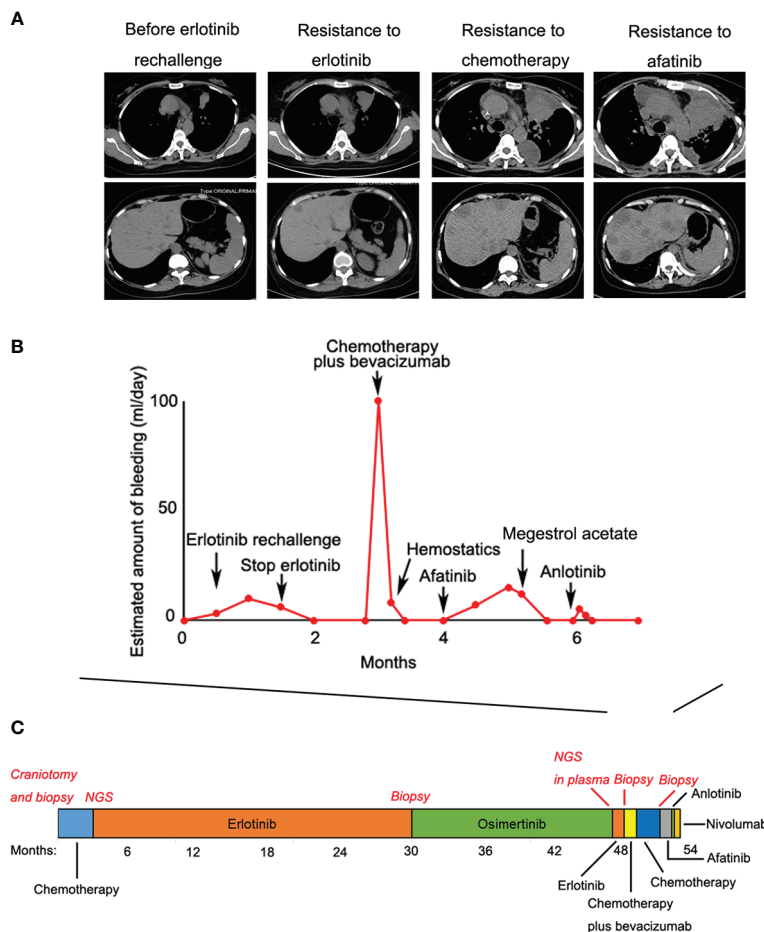 A
Before erlotinib
rechallenge
Resistance to
erlotinib
Resistance to
chemotherapy
Resistance to
afatinib
Type:ORIGINAL/PRIMA
B
Chemotherapy
plus bevacizumab
Estimated amount of bleeding (ml/day)
100
50
0
Erlotinib rechallenge
Stop erlotinib
Hemostatics
Afatinib
Megestrol acetate
Anlotinib
0
2
4
6
Months
C
Craniotomy
and biopsy
NGS
Biopsy
NGS
in plasma
Biopsy
Biopsy
Anlotinib
Erlotinib
Osimertinib
Nivolumab
Months:
6
12
18
24
30
36
42
48
54
Afatinib
Chemotherapy
Erlotinib
Chemotherapy
Chemotherapy
plus bevacizumab